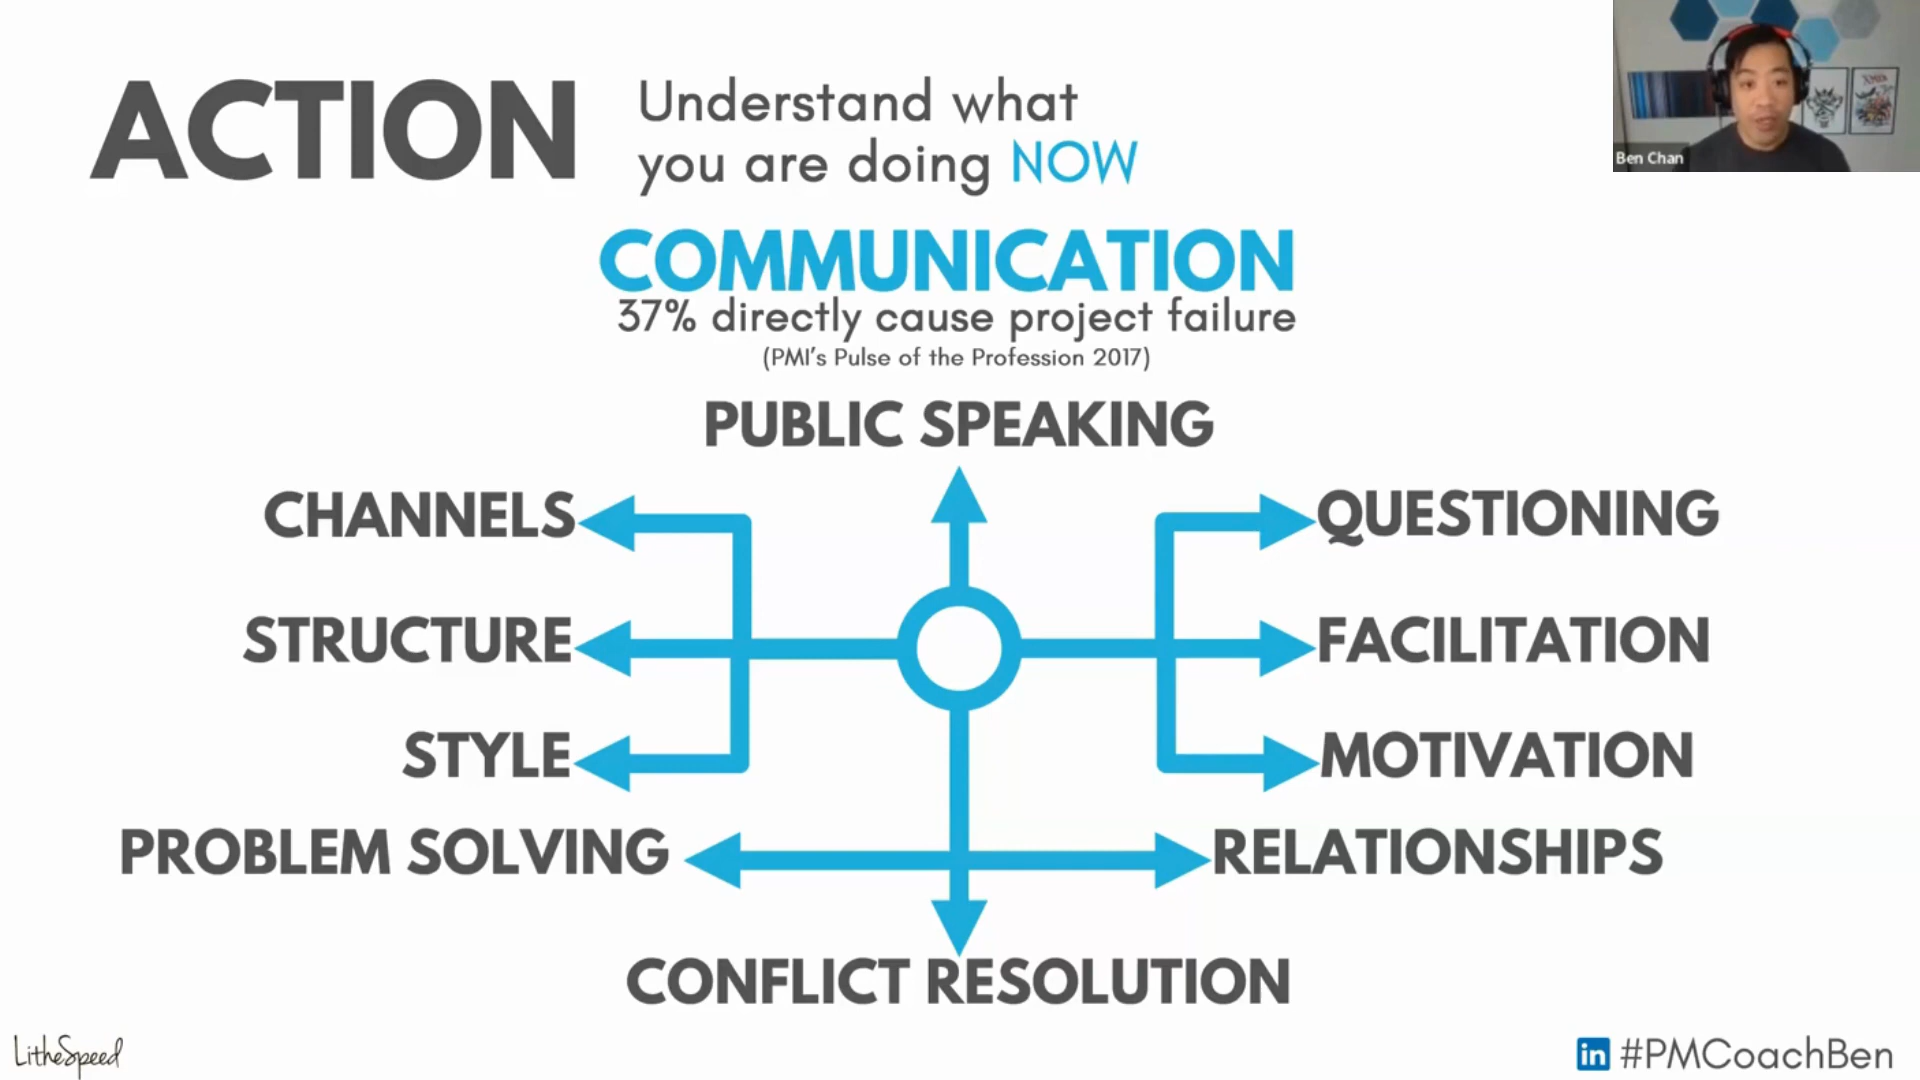 ACTION
Understand what
you are doing NOW
Ben Chan
COMMUNICATION
37% directly cause project failure
(PMI's Pulse of the Profession 2017)
PUBLIC SPEAKING
CHANNELS
QUESTIONING
STRUCTURE
FACILITATION
STYLE
MOTIVATION
PROBLEM SOLVING
RELATIONSHIPS
CONFLICT RESOLUTION
LitheSpeed
in #PMCoachBen